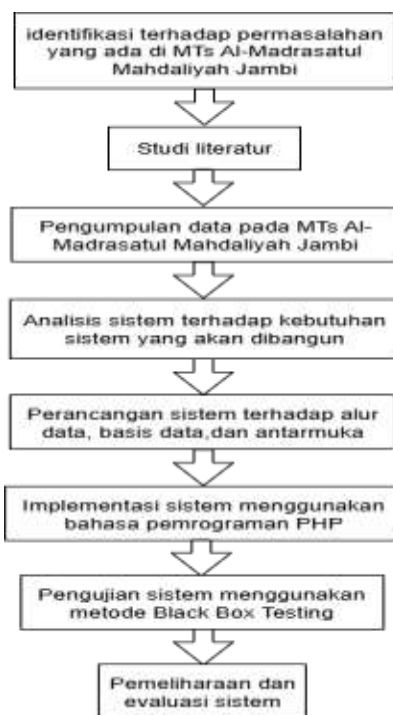 identifikasi terhadap permasalahan
yang ada di MTs Al-Madrasatul
Mahdaliyah Jambi
Studi literatur
Pengumpulan data pada MTs Al-
Madrasatul Mahdaliyah Jambi
Analisis sistem terhadap kebutuhan
sistem yang akan dibangun
Perancangan sistem terhadap alur
data, basis data,dan antarmuka
Implementasi sistem menggunakan
bahasa pemrograman PHP
Pengujian sistem menggunakan
metode Black Box Testing
Pemeliharaan dan
evaluasi sistem